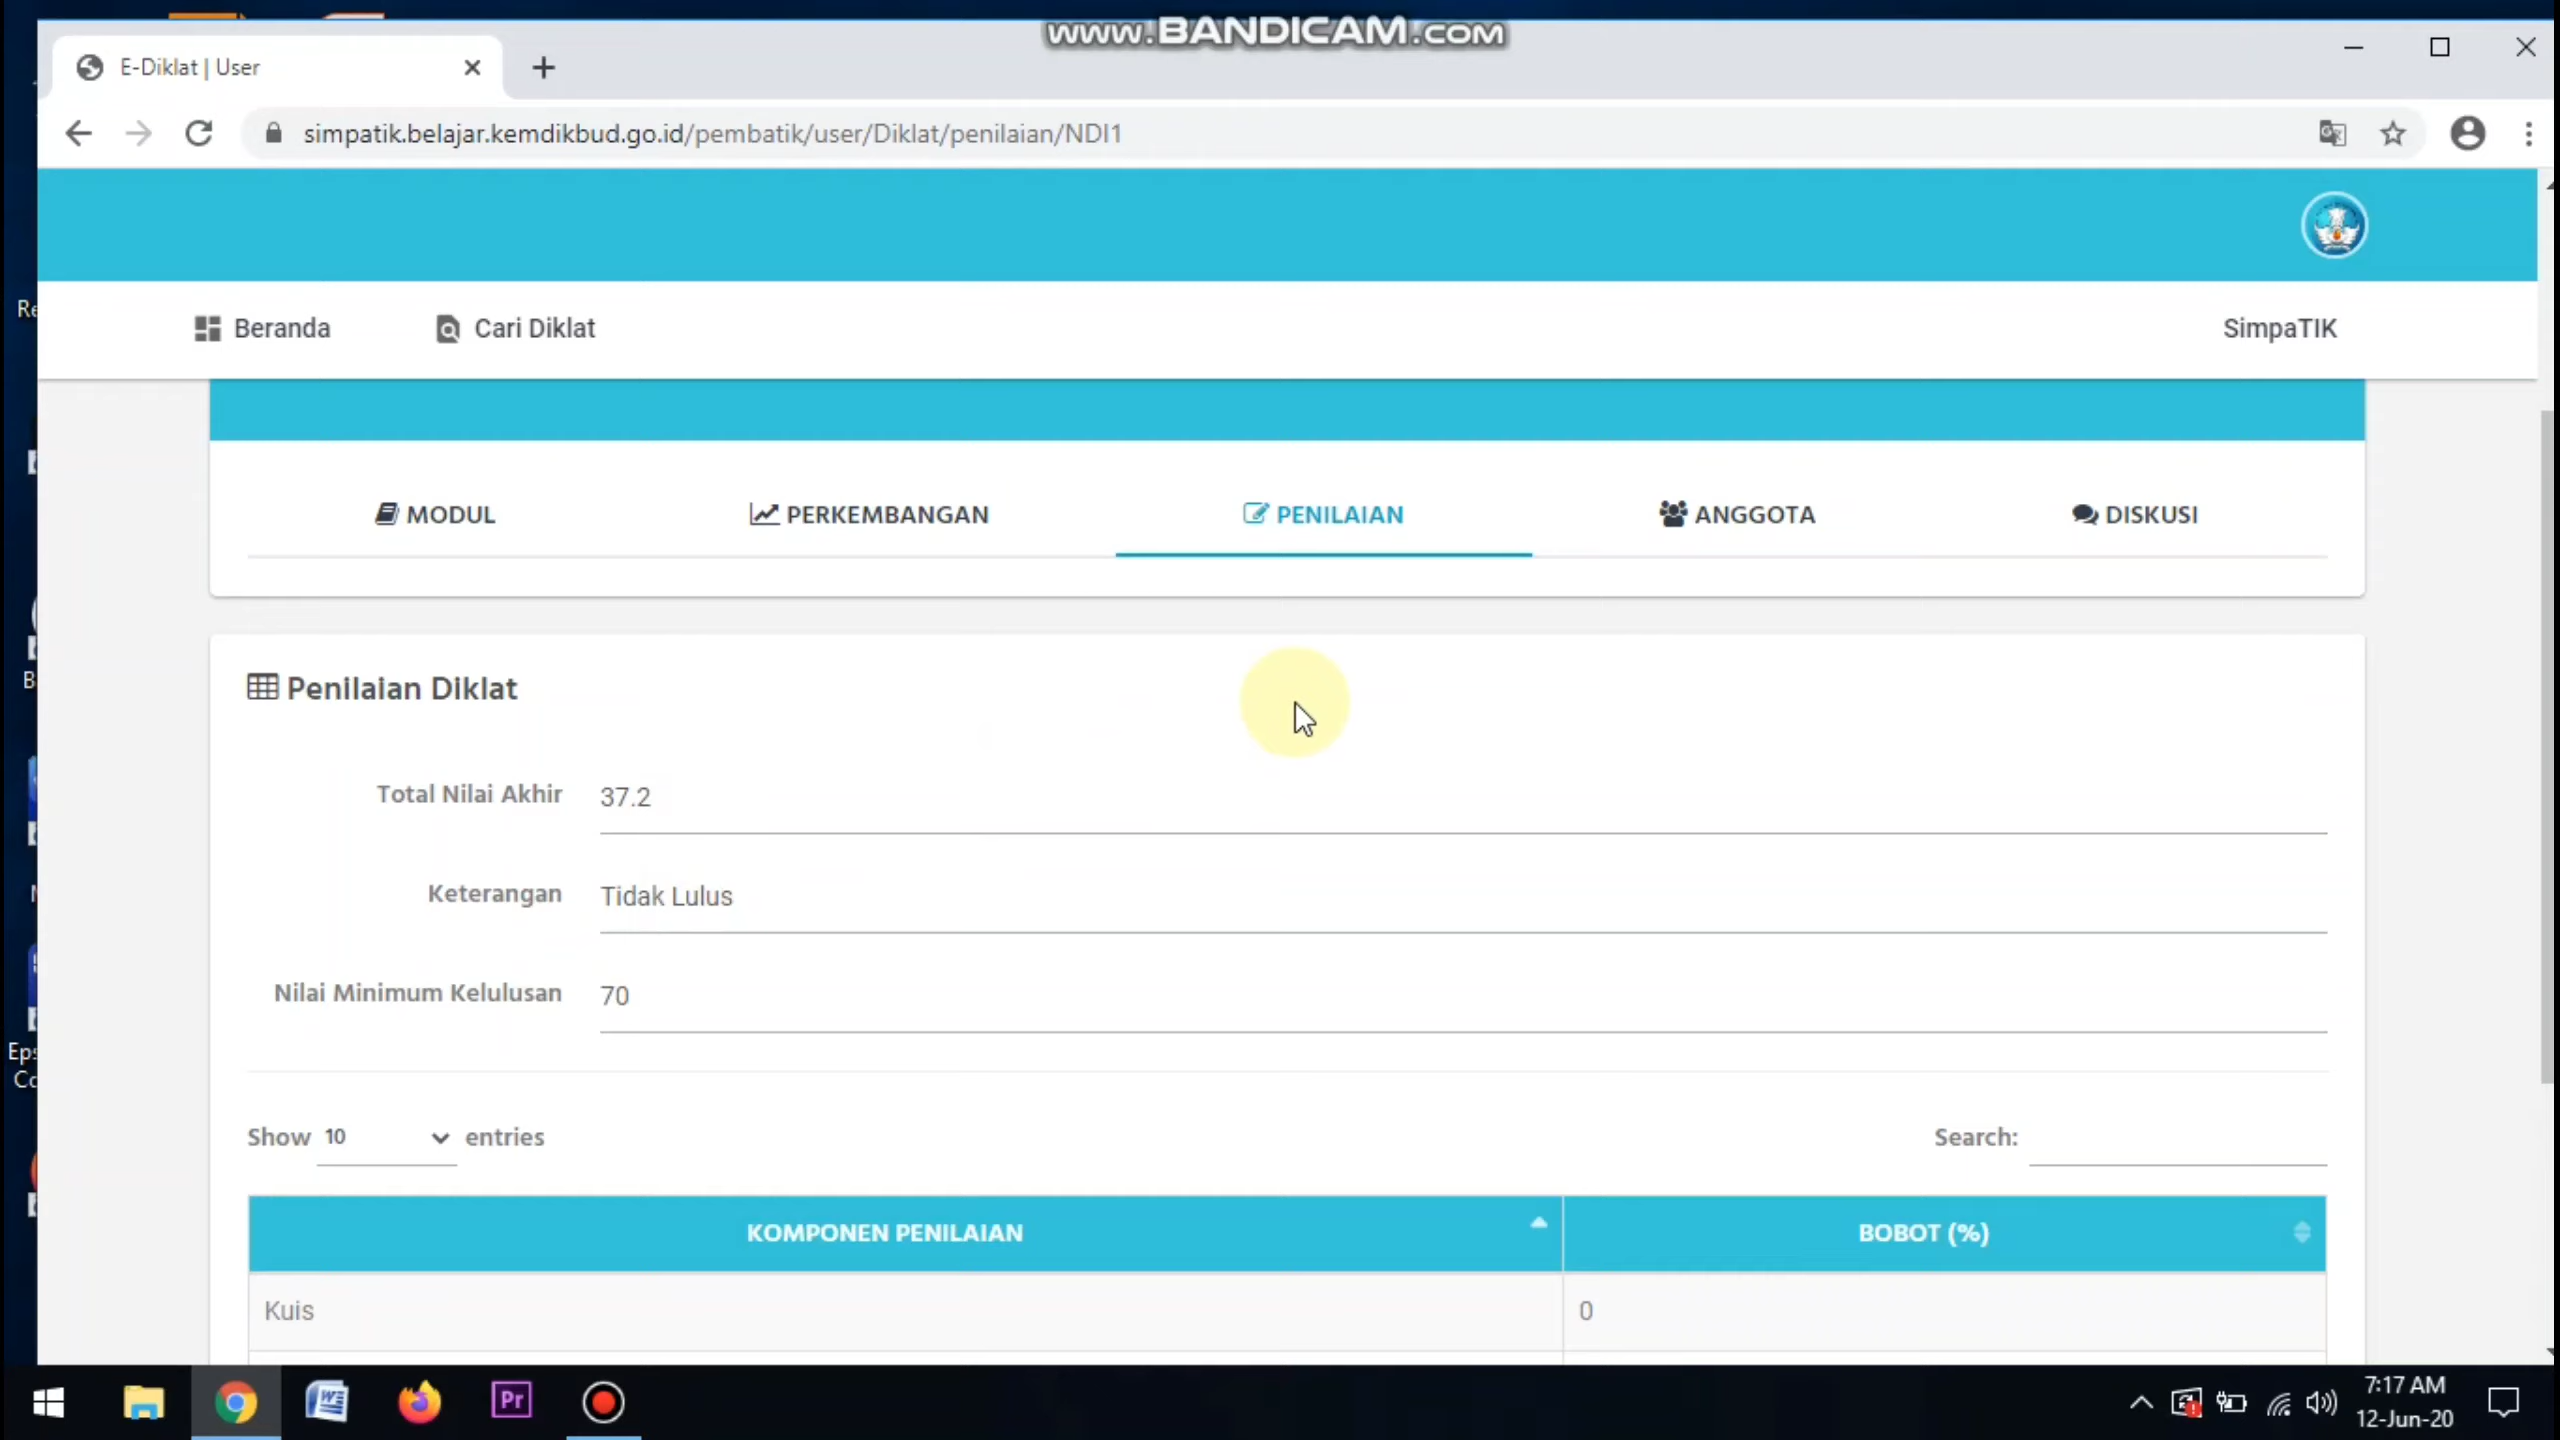 www.BANDICAM.com
E-Diklat | User
simpatik.belajar.kemdikbud.go.id/pembatik/user/Diklat/penilaian/NDI1
Beranda
Cari Diklat
SimpaTIK
MODUL
PERKEMBANGAN
PENILAIAN
ANGGOTA
DISKUSI
Penilaian Diklat
Total Nilai Akhir 37.2
Keterangan Tidak Lulus
Nilai Minimum Kelulusan 70
Show 10 entries
Search:
KOMPONEN PENILAIAN
BOBOT (%)
Kuis
0
Pr
7:17 AM
12-Jun-20